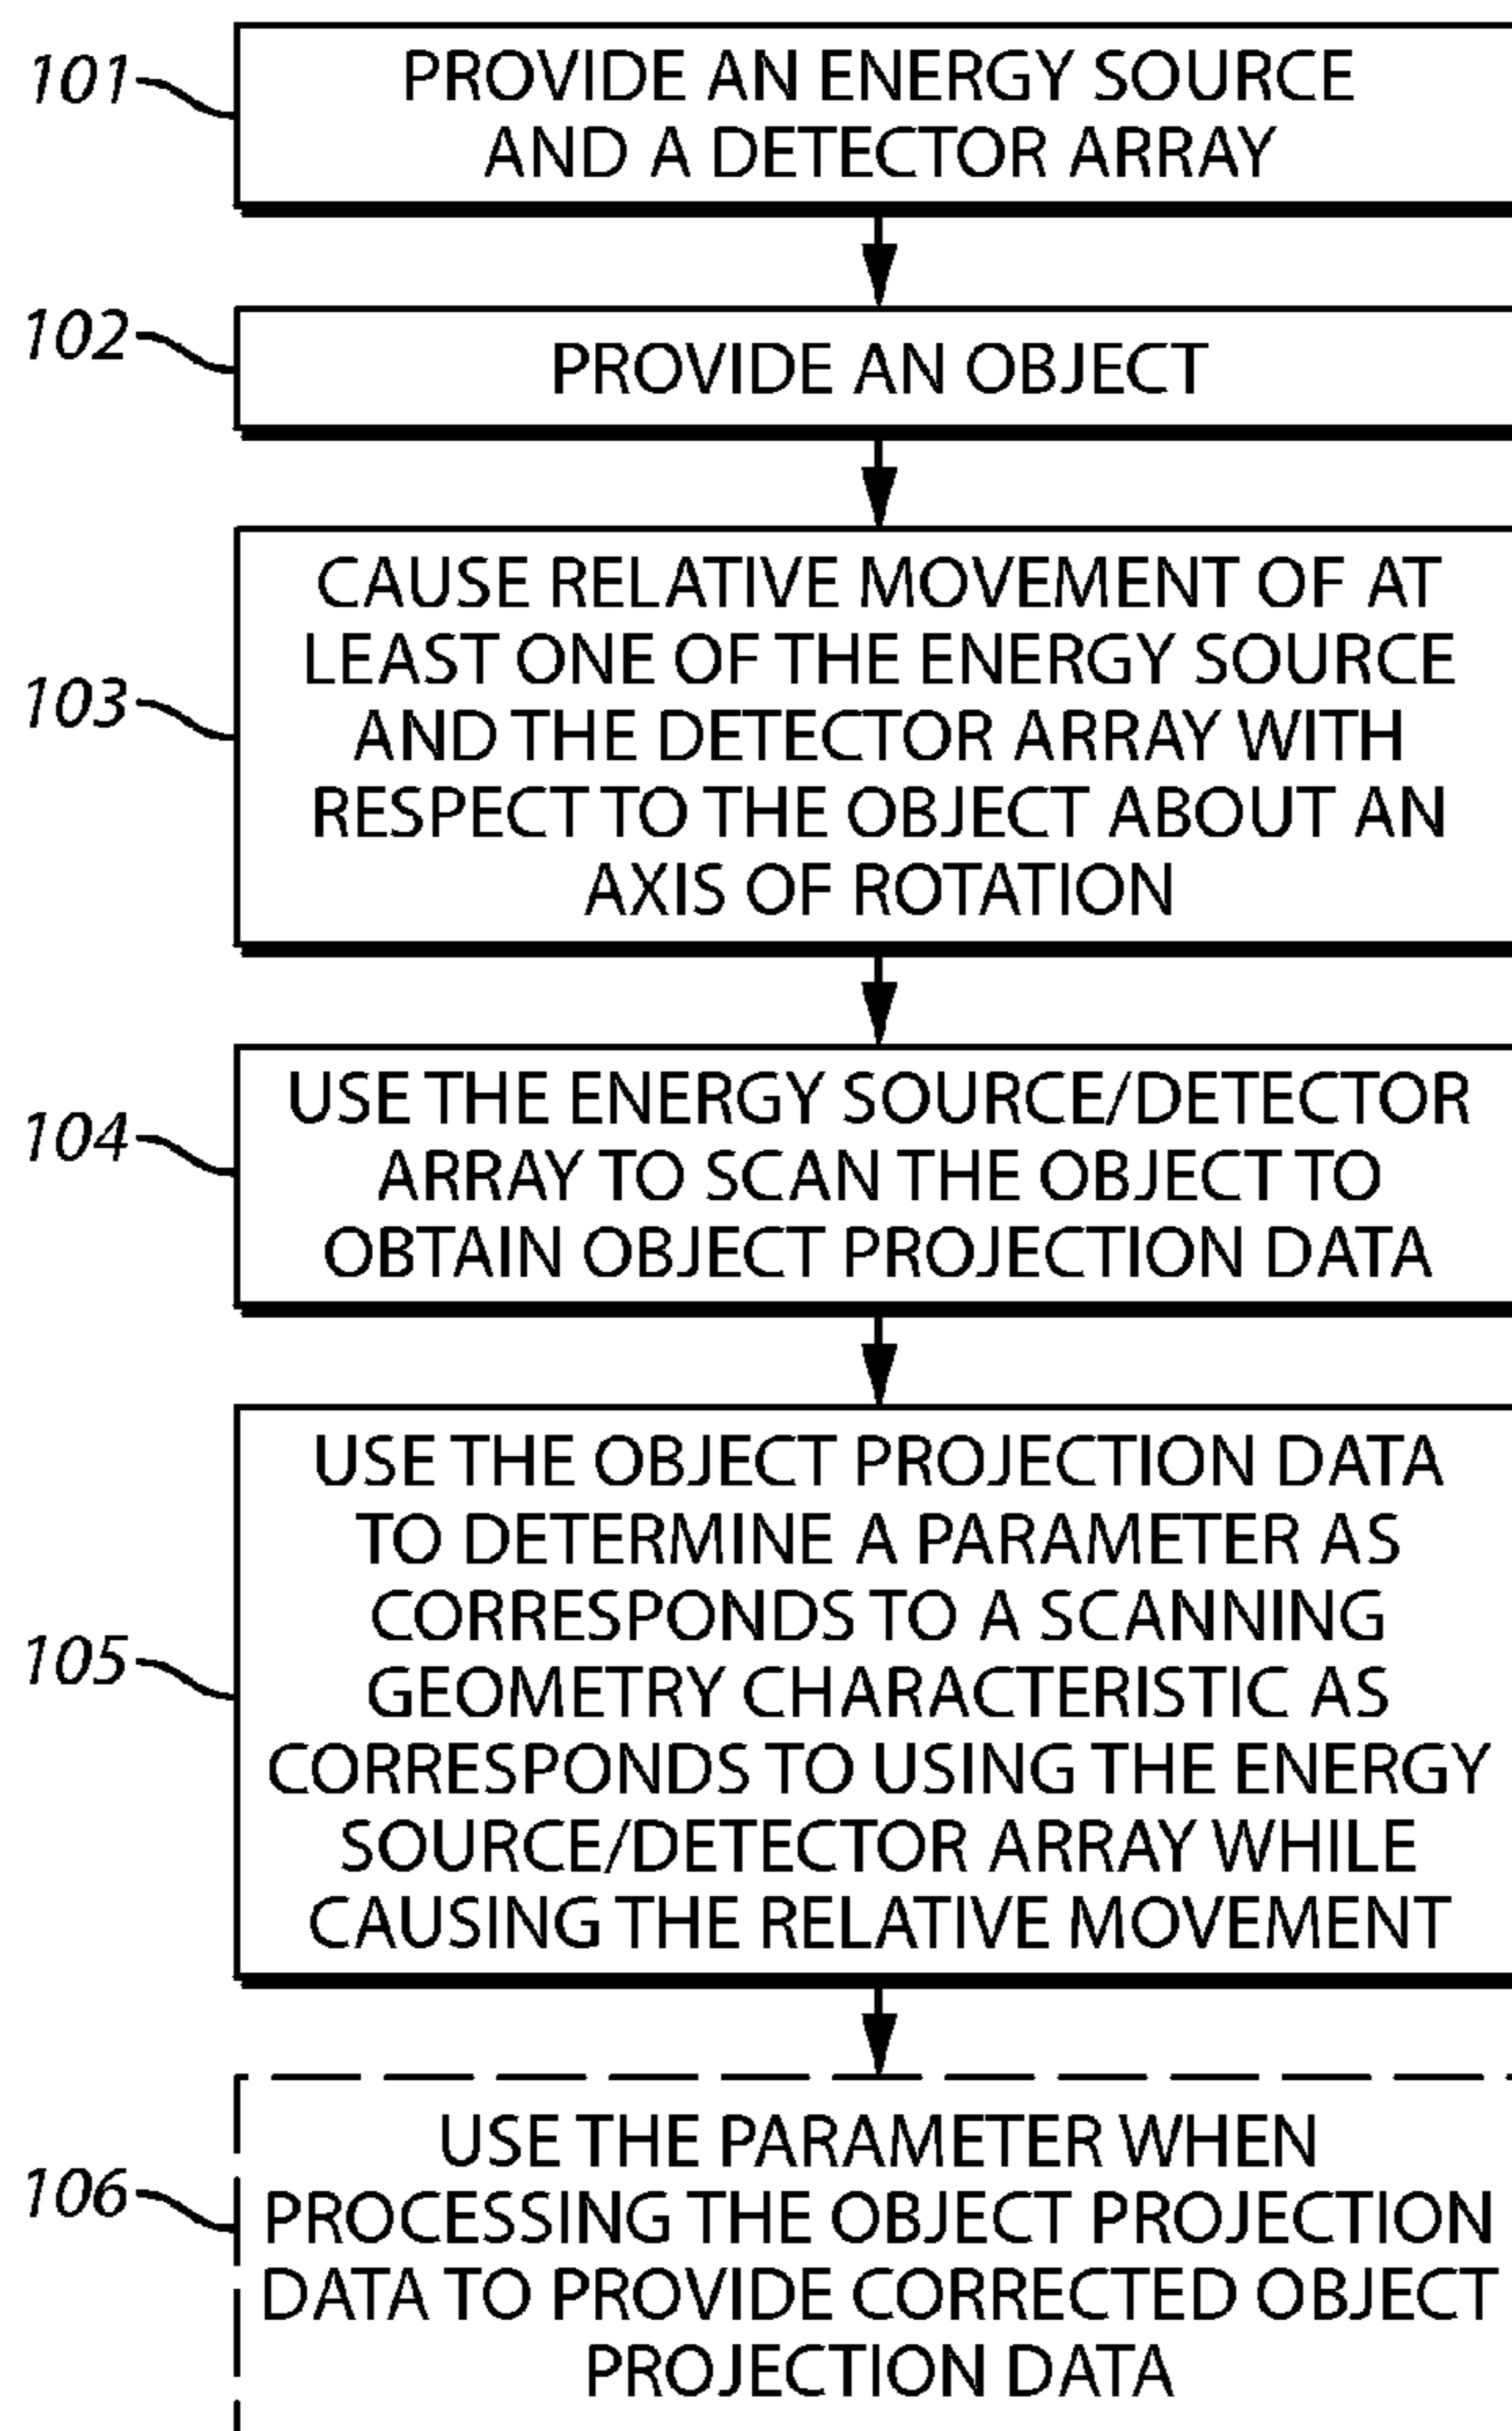 101
PROVIDE AN ENERGY SOURCE
AND A DETECTOR ARRAY
102
PROVIDE AN OBJECT
103
CAUSE RELATIVE MOVEMENT OF AT
LEAST ONE OF THE ENERGY SOURCE
AND THE DETECTOR ARRAY WITH
RESPECT TO THE OBJECT ABOUT AN
AXIS OF ROTATION
104
USE THE ENERGY SOURCE/DETECTOR
ARRAY TO SCAN THE OBJECT TO
OBTAIN OBJECT PROJECTION DATA
105
USE THE OBJECT PROJECTION DATA
TO DETERMINE A PARAMETER AS
CORRESPONDS TO A SCANNING
GEOMETRY CHARACTERISTIC AS
CORRESPONDS TO USING THE ENERGY
SOURCE/DETECTOR ARRAY WHILE
CAUSING THE RELATIVE MOVEMENT
106
USE THE PARAMETER WHEN
PROCESSING THE OBJECT PROJECTION
DATA TO PROVIDE CORRECTED OBJECT
PROJECTION DATA